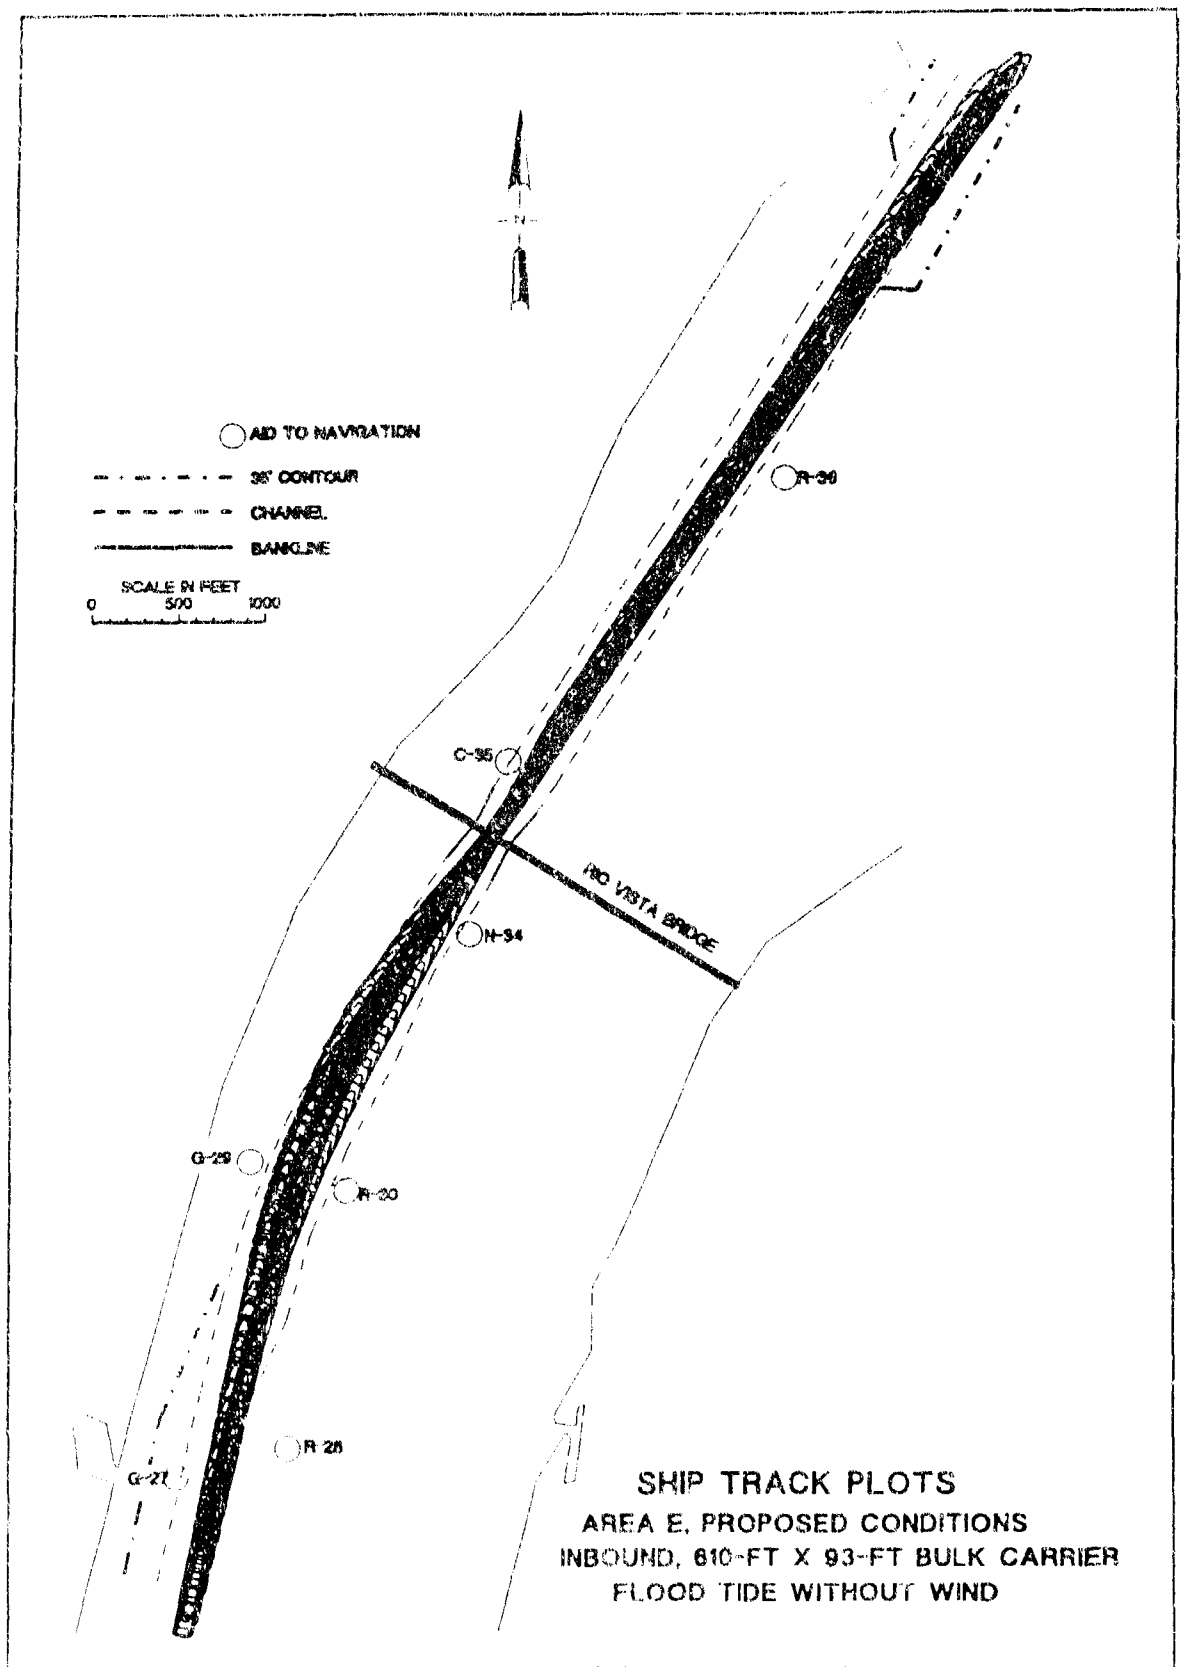 N
AID TO NAVIGATION
35' CONTOUR
CHANNEL
BANKLINE
SCALE IN FEET
0 500 1000
R-36
C-35
RIO VISTA BRIDGE
N-34
G-29
R-30
R-28
G-27
SHIP TRACK PLOTS
AREA E, PROPOSED CONDITIONS
INBOUND, 610-FT X 93-FT BULK CARRIER
FLOOD TIDE WITHOUT WIND